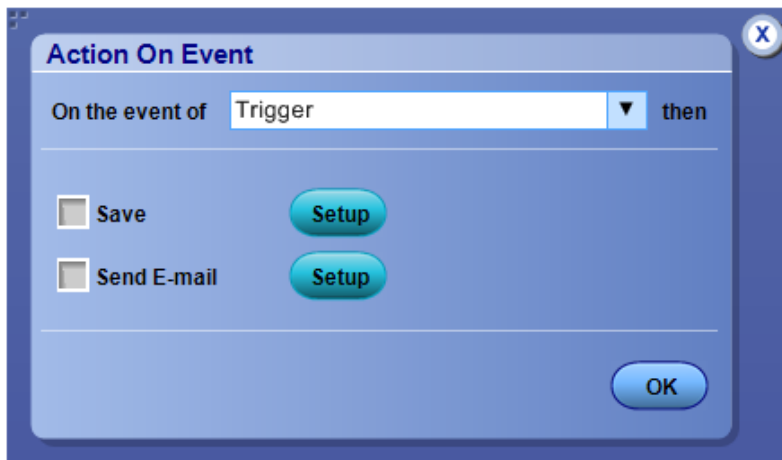 X
Action On Event
On the event of Trigger ▼ then
Save Setup
Send E-mail Setup
OK